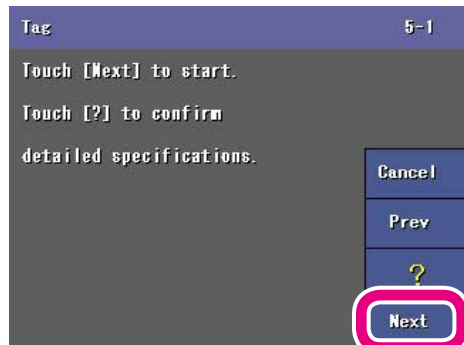 Tag 5-1
Touch [Next] to start.
Touch [?] to confirm
detailed specifications.
Cancel
Prev
?
Next